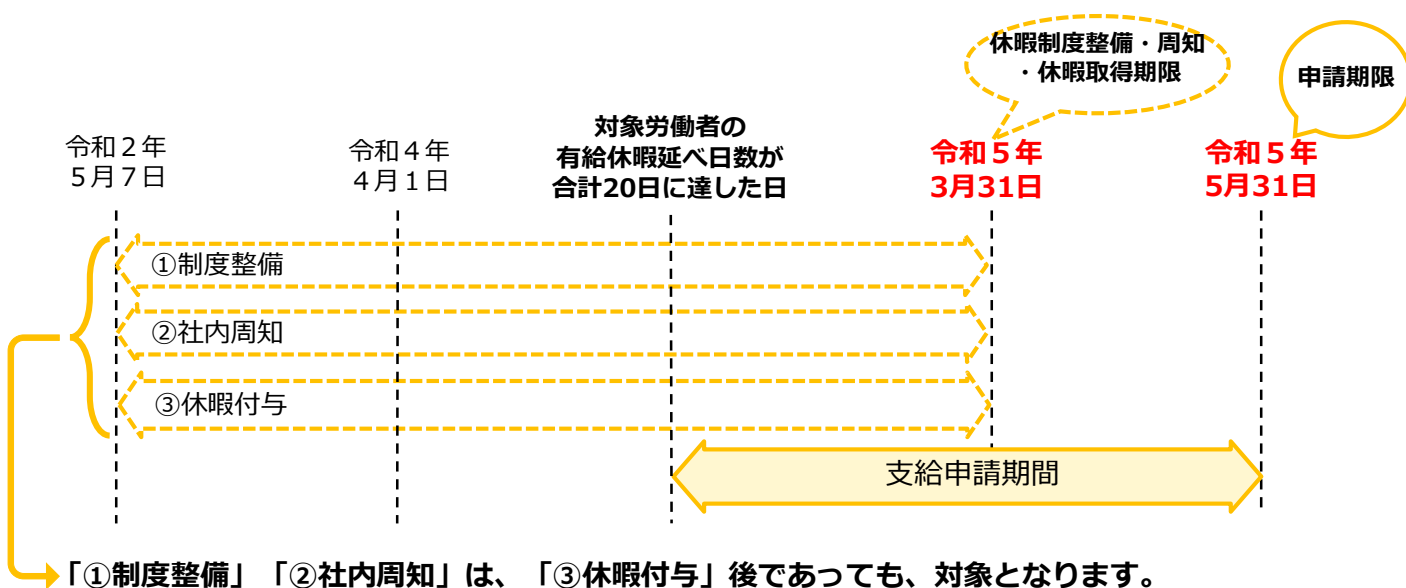 休暇制度整備・周知
・休暇取得期限
申請期限
令和２年
５月７日
令和４年
４月１日
対象労働者の
有給休暇延べ日数が
合計20日に達した日
令和５年
3月31日
令和５年
5月31日
①制度整備
②社内周知
③休暇付与
支給申請期間
「①制度整備」「②社内周知」は、「③休暇付与」後であっても、対象となります。